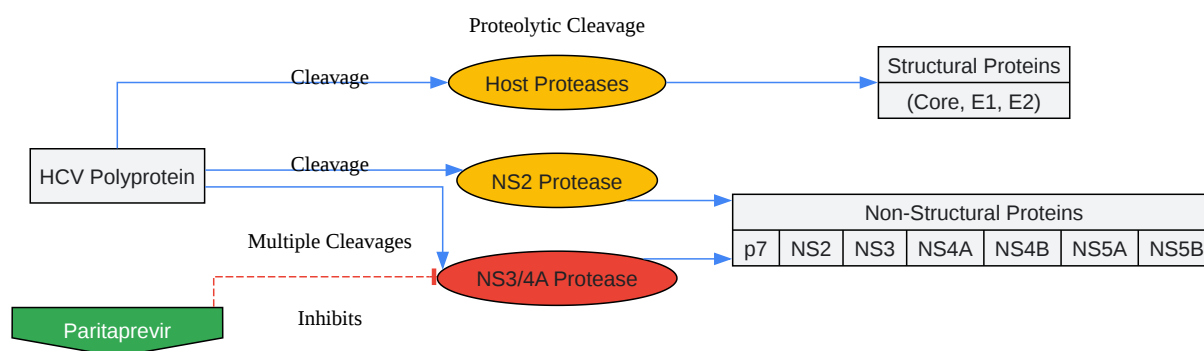 Proteolytic Cleavage
Cleavage
Host Proteases
Structural Proteins
(Core, E1, E2)
HCV Polyprotein
Cleavage
NS2 Protease
Non-Structural Proteins
p7 NS2 NS3 NS4A NS4B NS5A NS5B
Multiple Cleavages
NS3/4A Protease
Inhibits
Paritaprevir